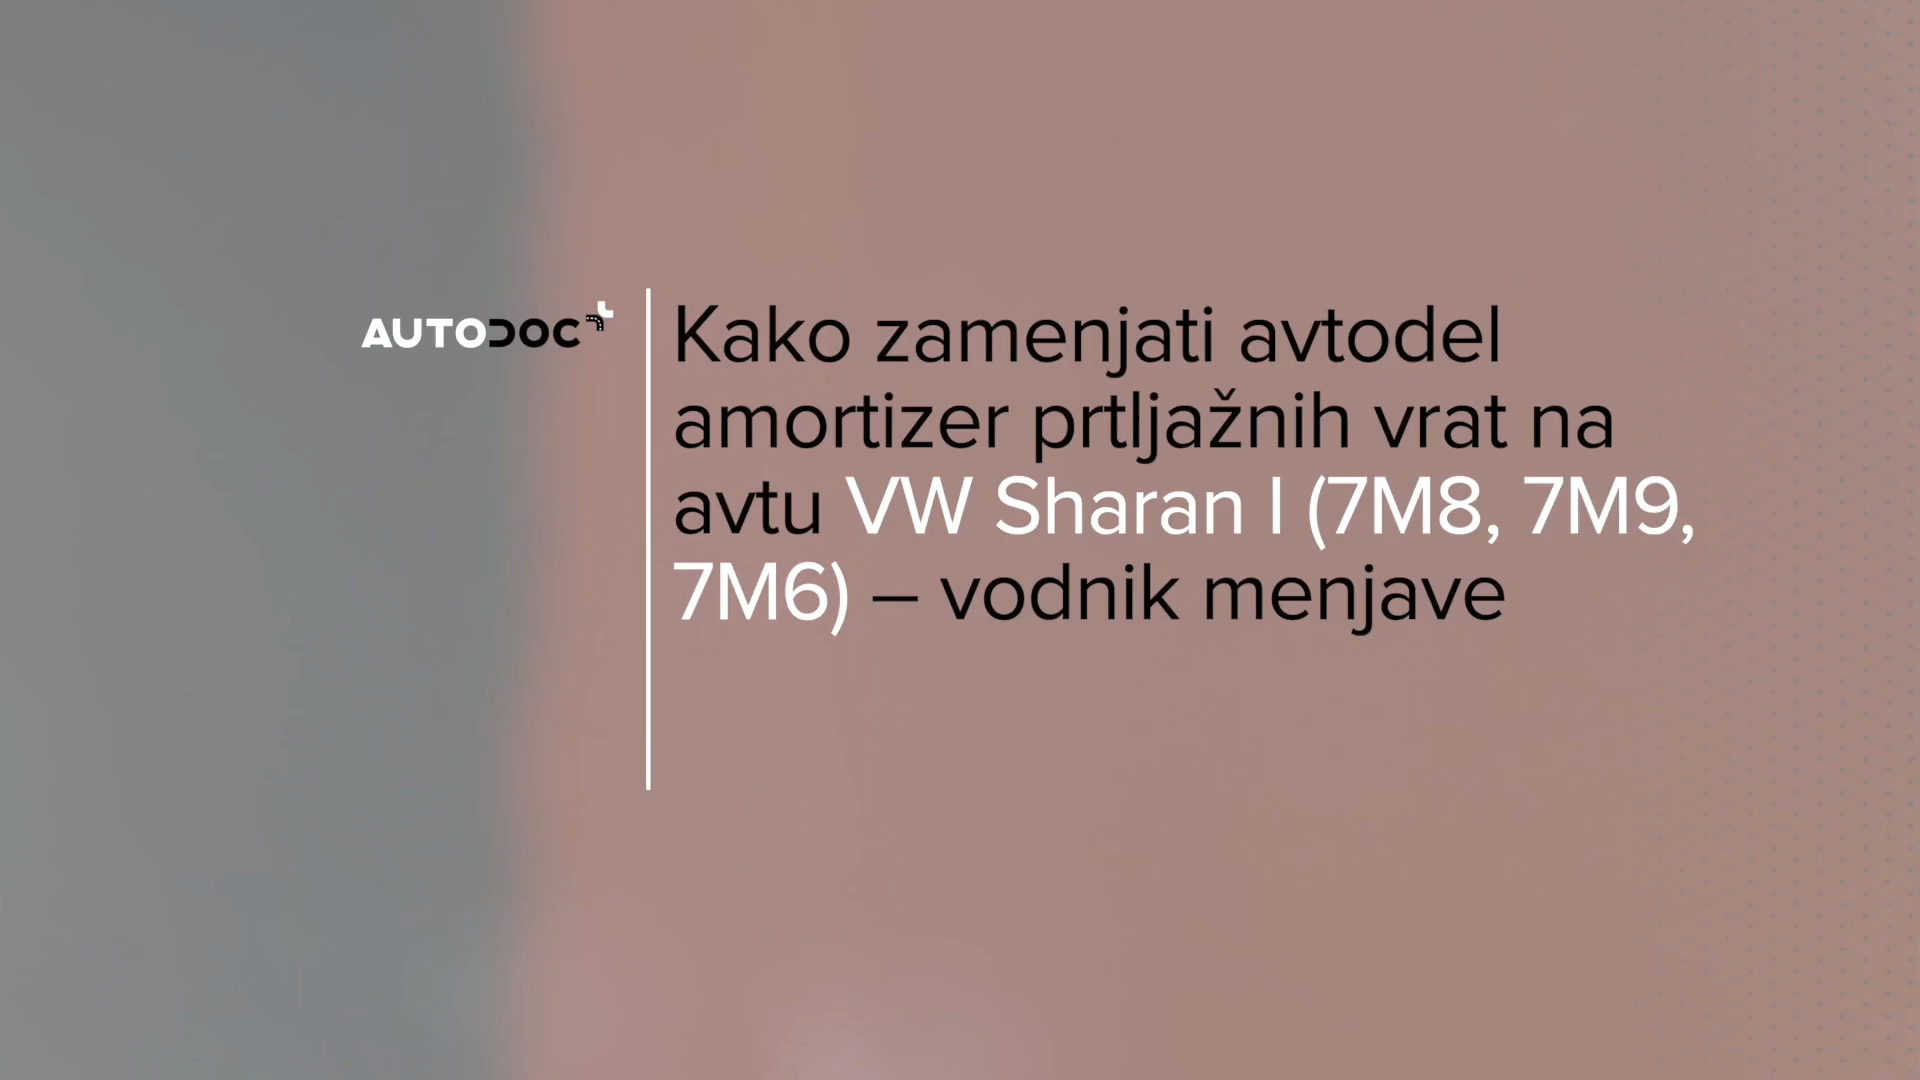 AUTODOC
Kako zamenjati avtodel
amortizer prtljažnih vrat na
avtu VW Sharan I (7M8, 7M9,
7M6) – vodnik menjave